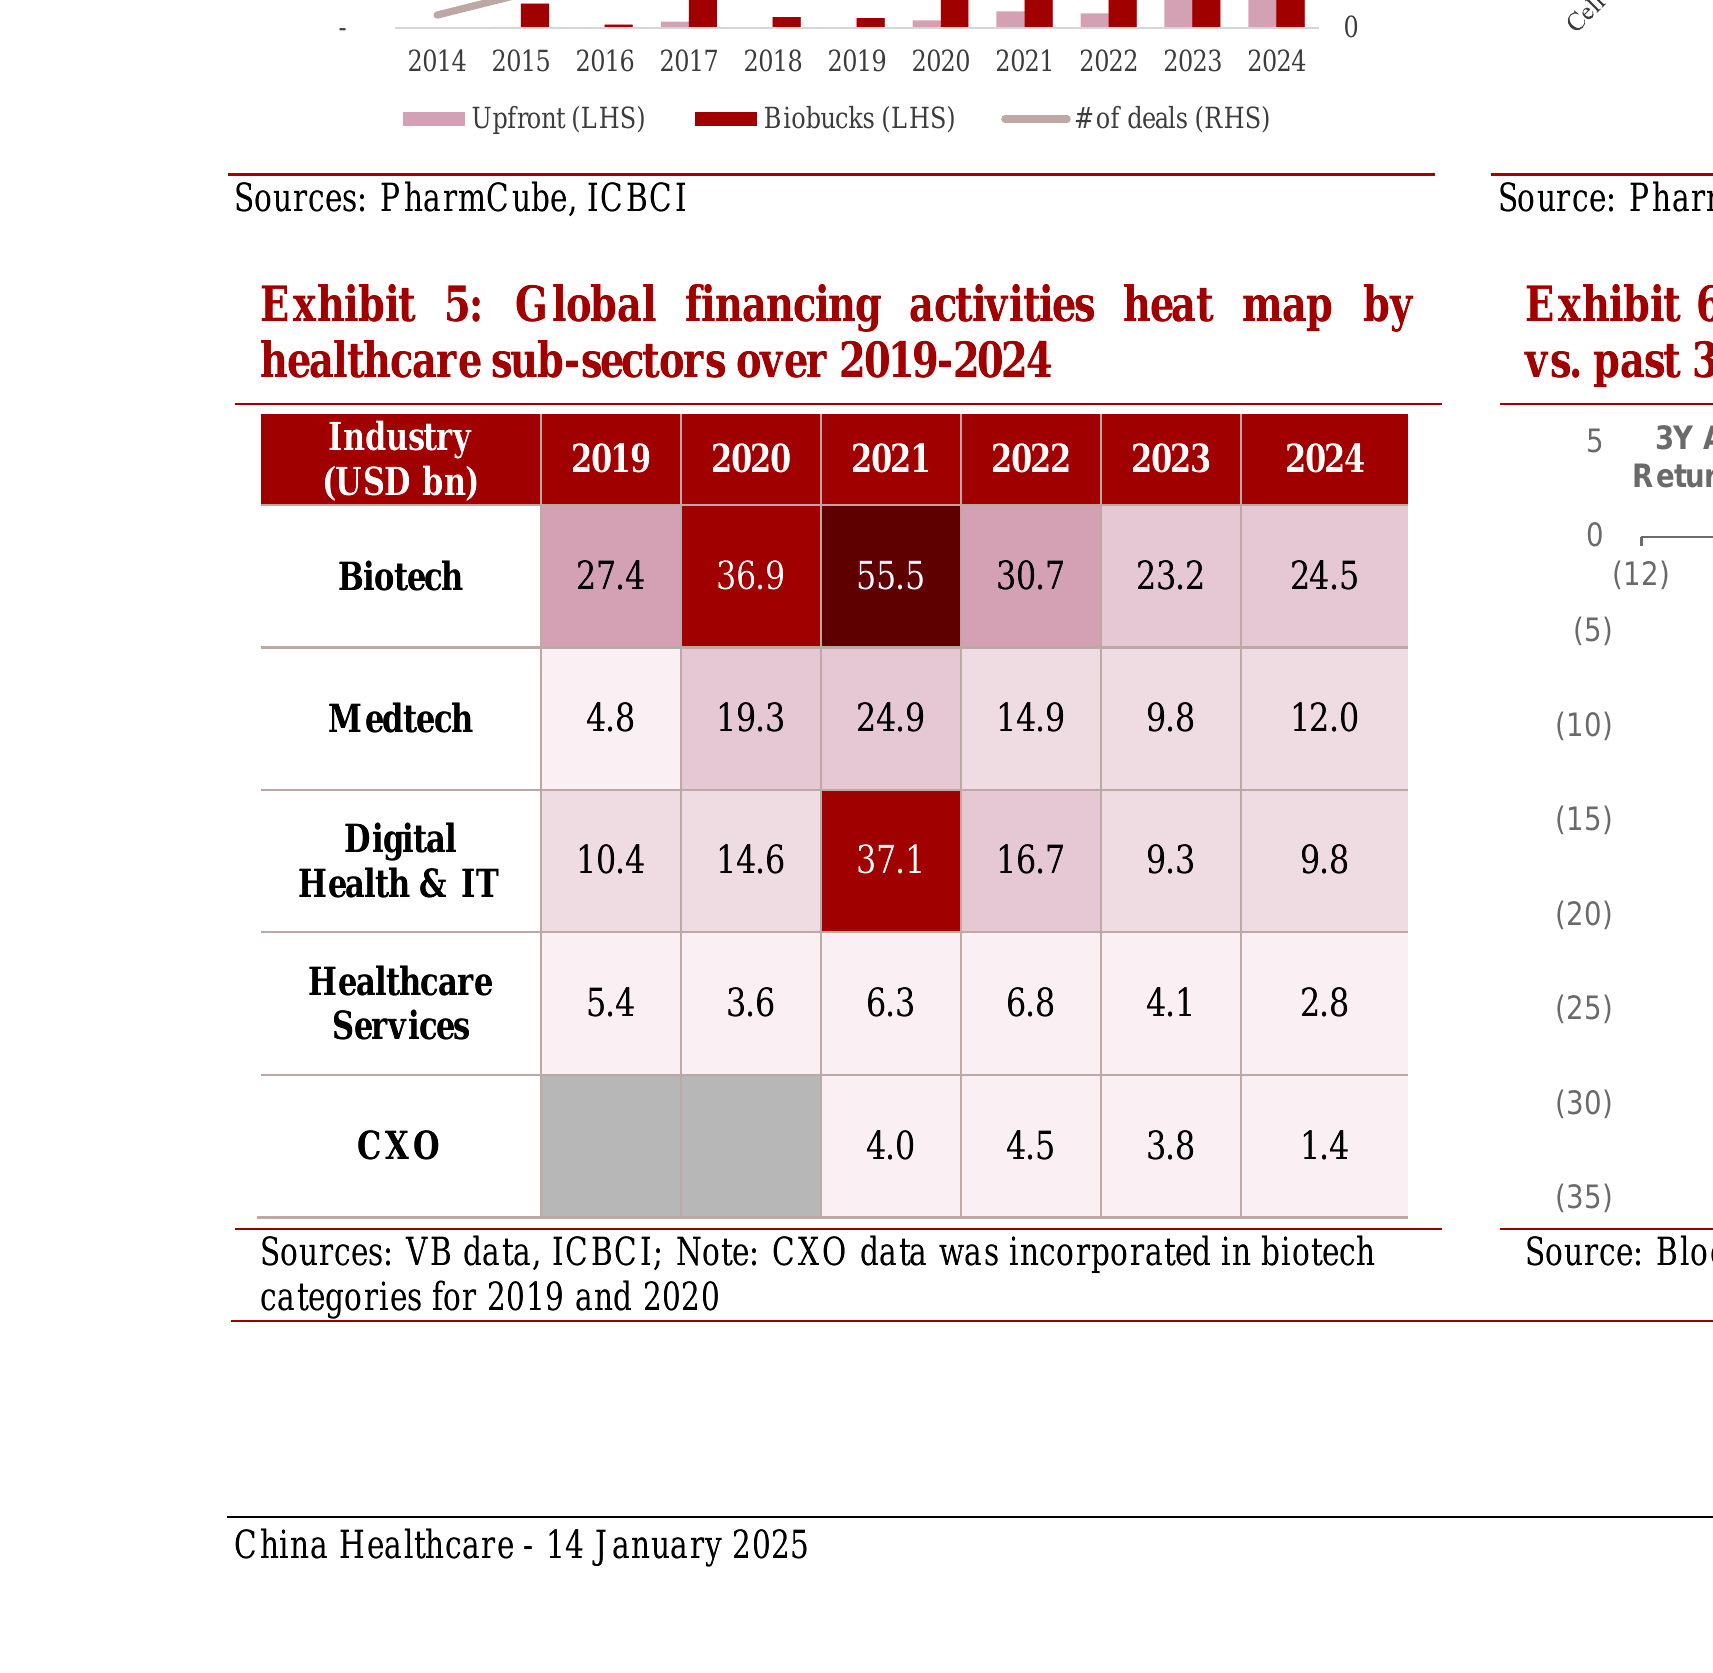 -
0
2014 2015 2016 2017 2018 2019 2020 2021 2022 2023 2024
Upfront (LHS) Biobucks (LHS) # of deals (RHS)
Sources: PharmCube, ICBCI
Exhibit 5: Global financing activities heat map by
healthcare sub-sectors over 2019-2024
Industry
(USD bn) 2019 2020 2021 2022 2023 2024
Biotech 27.4 36.9 55.5 30.7 23.2 24.5
Medtech 4.8 19.3 24.9 14.9 9.8 12.0
Digital
Health & IT 10.4 14.6 37.1 16.7 9.3 9.8
Healthcare
Services 5.4 3.6 6.3 6.8 4.1 2.8
CXO 4.0 4.5 3.8 1.4
Sources: VB data, ICBCI; Note: CXO data was incorporated in biotech
categories for 2019 and 2020
Source:
Exhibit
vs. past
5
3Y
0
(12)
(5)
(10)
(15)
(20)
(25)
(30)
(35)
Source:
China Healthcare - 14 January 2025